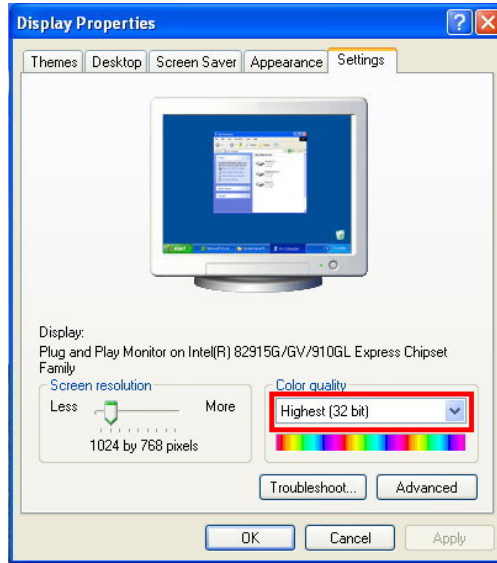 Display Properties
Themes Desktop Screen Saver Appearance Settings
Display:
Plug and Play Monitor on Intel(R) 82915G/GV/910GL Express Chipset
Family
Screen resolution
Less More
1024 by 768 pixels
Color quality
Highest (32 bit)
Troubleshoot... Advanced
OK Cancel Apply